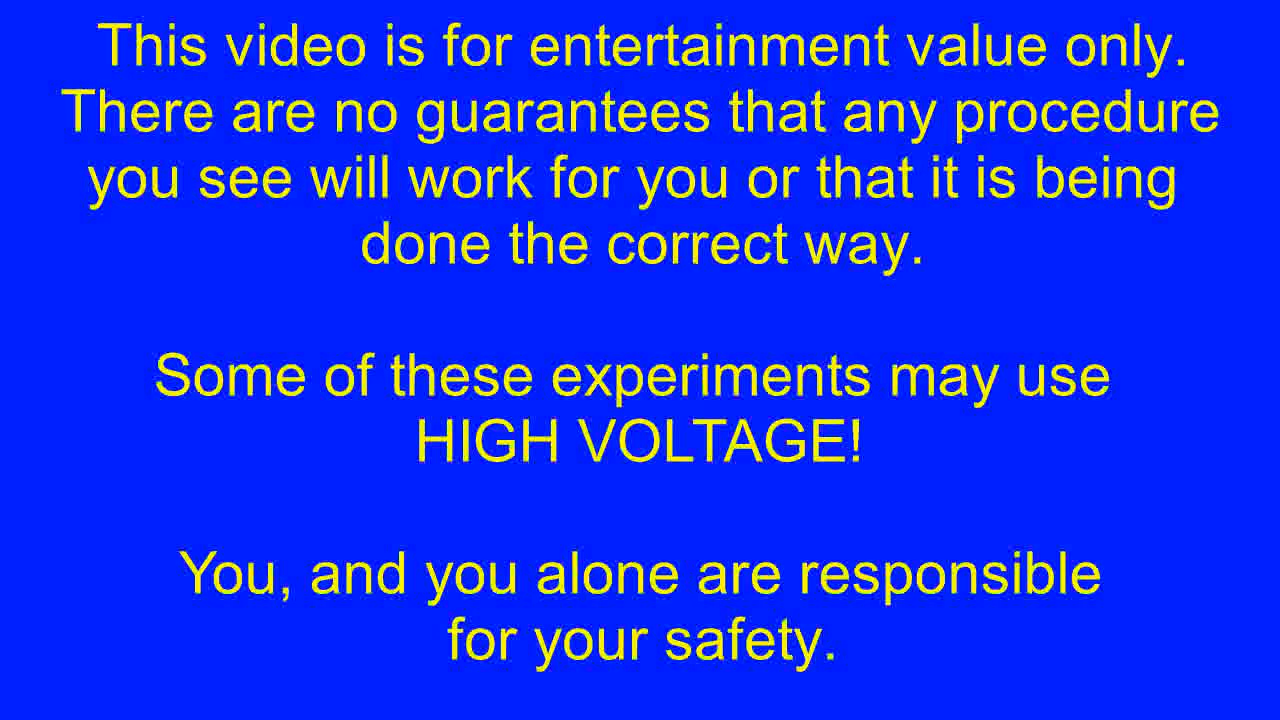 This video is for entertainment value only.
There are no guarantees that any procedure
you see will work for you or that it is being
done the correct way.
Some of these experiments may use
HIGH VOLTAGE!
You, and you alone are responsible
for your safety.